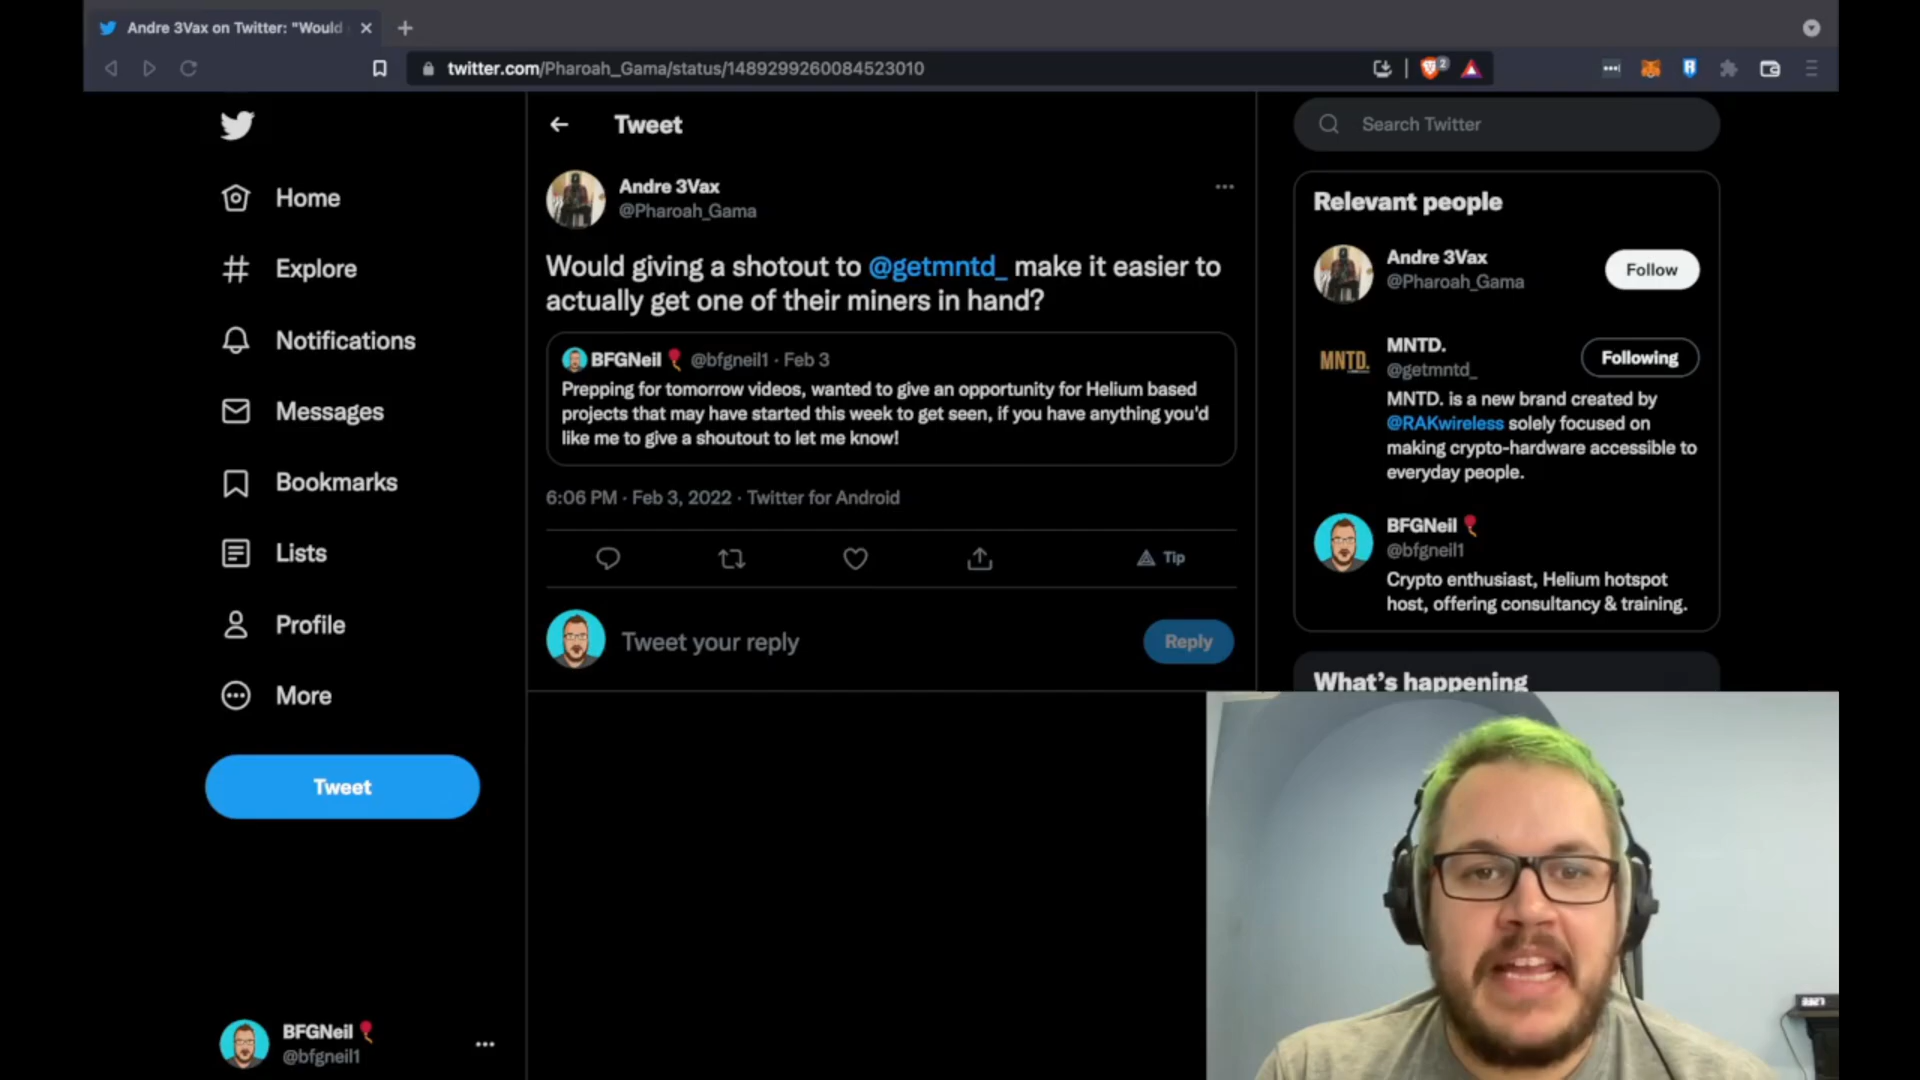 Andre 3Vax on Twitter: "Would
twitter.com/Pharoah_Gama/status/1489299260084523010
2
Home
Explore
Notifications
Messages
Bookmarks
Lists
Profile
More
Tweet
BFGNeil
@bfgneil1
Tweet
Andre 3Vax
@Pharoah_Gama
Would giving a shotout to @getmntd_ make it easier to
actually get one of their miners in hand?
BFGNeil @bfgneil1 · Feb 3
Prepping for tomorrow videos, wanted to give an opportunity for Helium based
projects that may have started this week to get seen, if you have anything you'd
like me to give a shoutout to let me know!
6:06 PM · Feb 3, 2022 · Twitter for Android
Tip
Tweet your reply
Reply
Search Twitter
Relevant people
Andre 3Vax
@Pharoah_Gama
Follow
MNTD.
MNTD.
@getmntd_
Following
MNTD. is a new brand created by
@RAKwireless solely focused on
making crypto-hardware accessible to
everyday people.
BFGNeil
@bfgneil1
Crypto enthusiast, Helium hotspot
host, offering consultancy & training.
What's happening